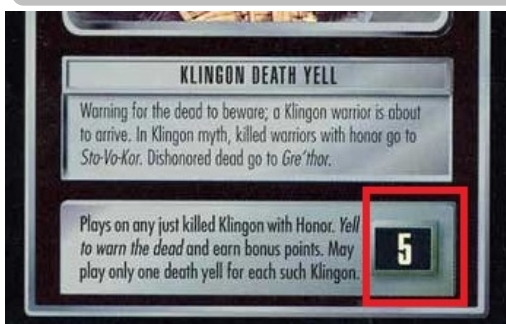 KLINGON DEATH YELL
Warning for the dead to beware; a Klingon warrior is about
to arrive. In Klingon myth, killed warriors with honor go to
Sto-Vo-Kor. Dishonored dead go to Gre'thor.
Plays on any just killed Klingon with Honor. Yell
to warn the dead and earn bonus points. May
play only one death yell for each such Klingon.
5